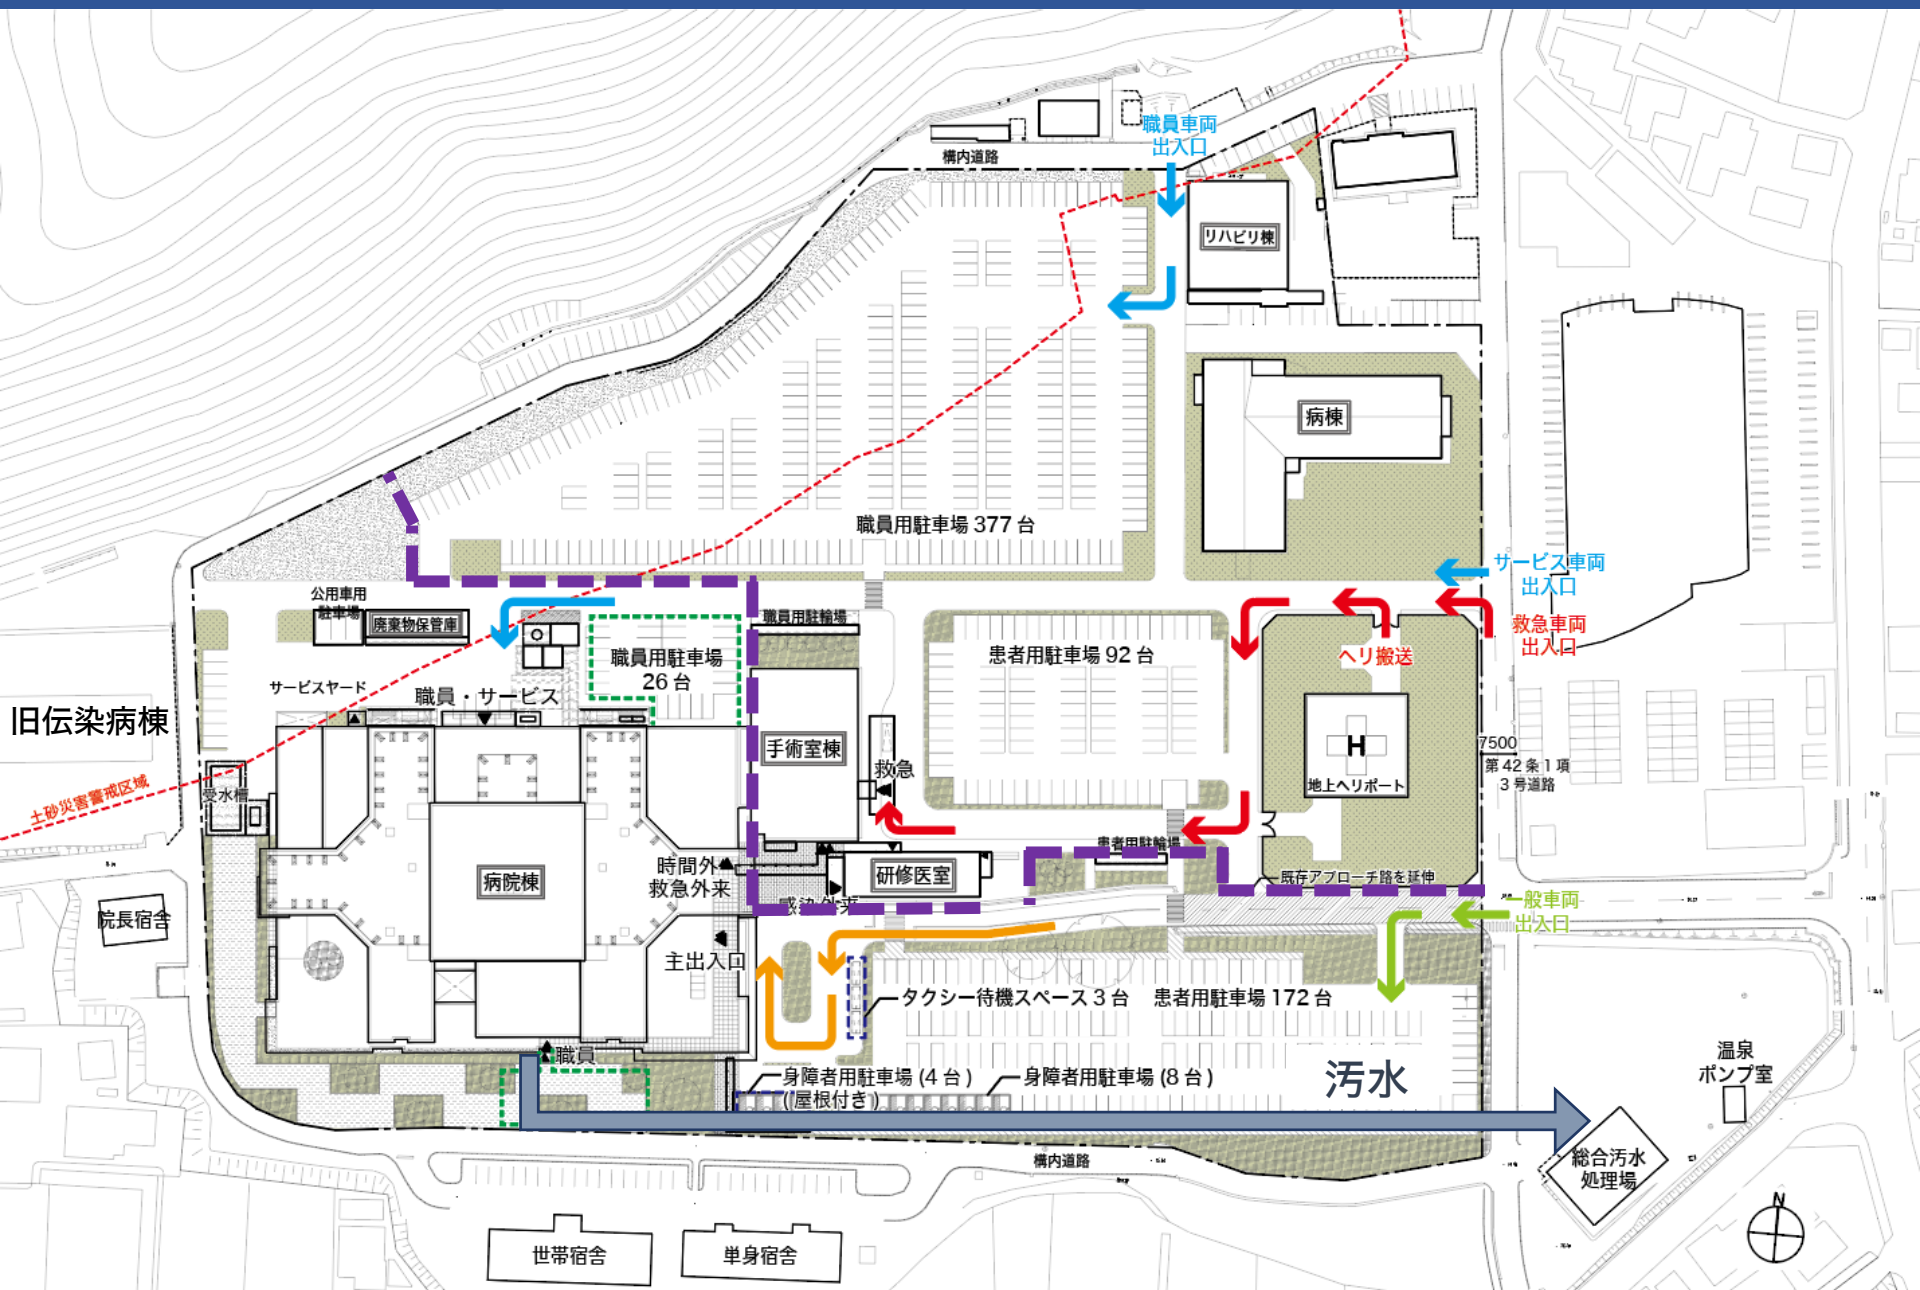 職員車両
出入口
構内道路
リハビリ棟
病棟
職員用駐車場 377 台
サービス車両
出入口
公用車用
駐車場
廃棄物保管庫
職員用駐輪場
救急車両
出入口
ヘリ搬送
患者用駐車場 92 台
職員用駐車場
26 台
サービスヤード
職員・サービス
旧伝染病棟
手術室棟
救急
H
地上ヘリポート
7500
第 42 条 1 項
3 号道路
土砂災害警戒区域
受水槽
患者用駐輪場
時間外
救急外来
研修医室
病院棟
既存アプローチ路を延伸
感染外来
一般車両
出入口
院長宿舎
主出入口
タクシー待機スペース 3 台
患者用駐車場 172 台
職員
汚水
温泉
ポンプ室
身障者用駐車場 (4 台)
(屋根付き)
身障者用駐車場 (8 台)
構内道路
総合汚水
処理場
世帯宿舎
単身宿舎
N